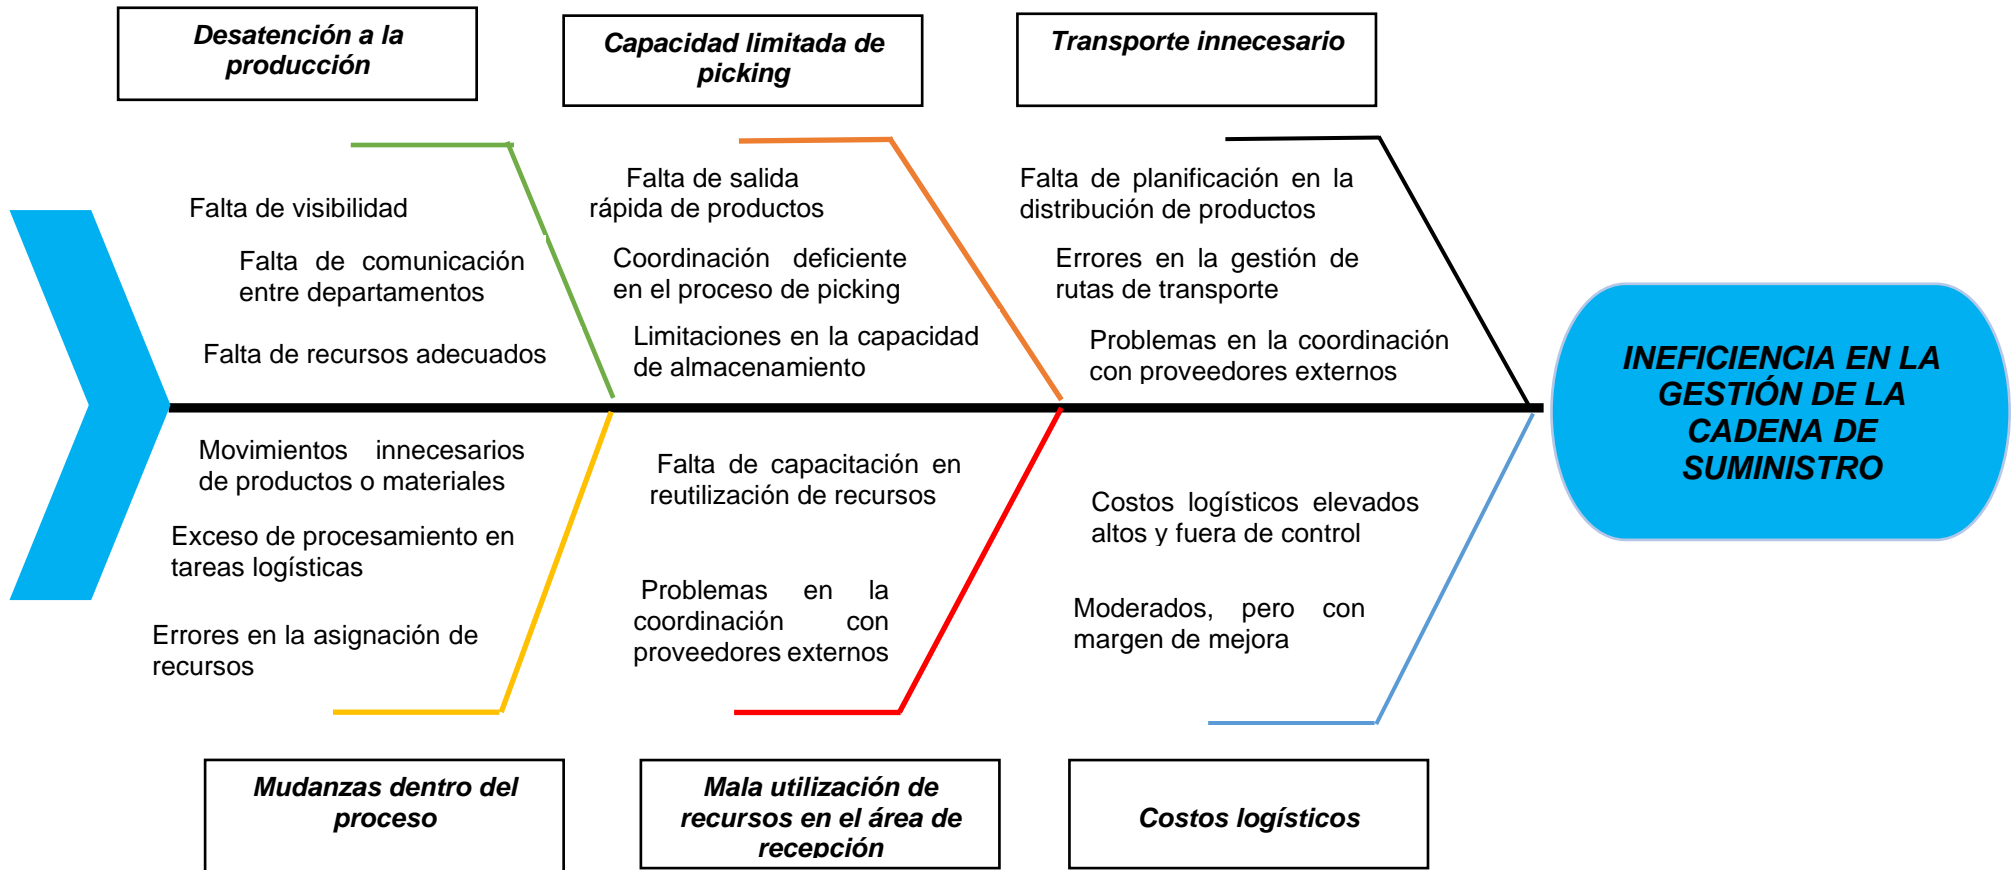 Desatención a la
producción
Capacidad limitada de
picking
Transporte innecesario
Falta de visibilidad
Falta de comunicación
entre departamentos
Falta de recursos adecuados
Falta de salida
rápida de productos
Coordinación deficiente
en el proceso de picking
Limitaciones en la capacidad
de almacenamiento
Falta de planificación en la
distribución de productos
Errores en la gestión de
rutas de transporte
Problemas en la coordinación
con proveedores externos
INEFICIENCIA EN LA
GESTIÓN DE LA
CADENA DE
SUMINISTRO
Movimientos innecesarios
de productos o materiales
Exceso de procesamiento en
tareas logísticas
Errores en la asignación de
recursos
Falta de capacitación en
reutilización de recursos
Problemas en la
coordinación con
proveedores externos
Costos logísticos elevados
altos y fuera de control
Moderados, pero con
margen de mejora
Mudanzas dentro del
proceso
Mala utilización de
recursos en el área de
recepción
Costos logísticos